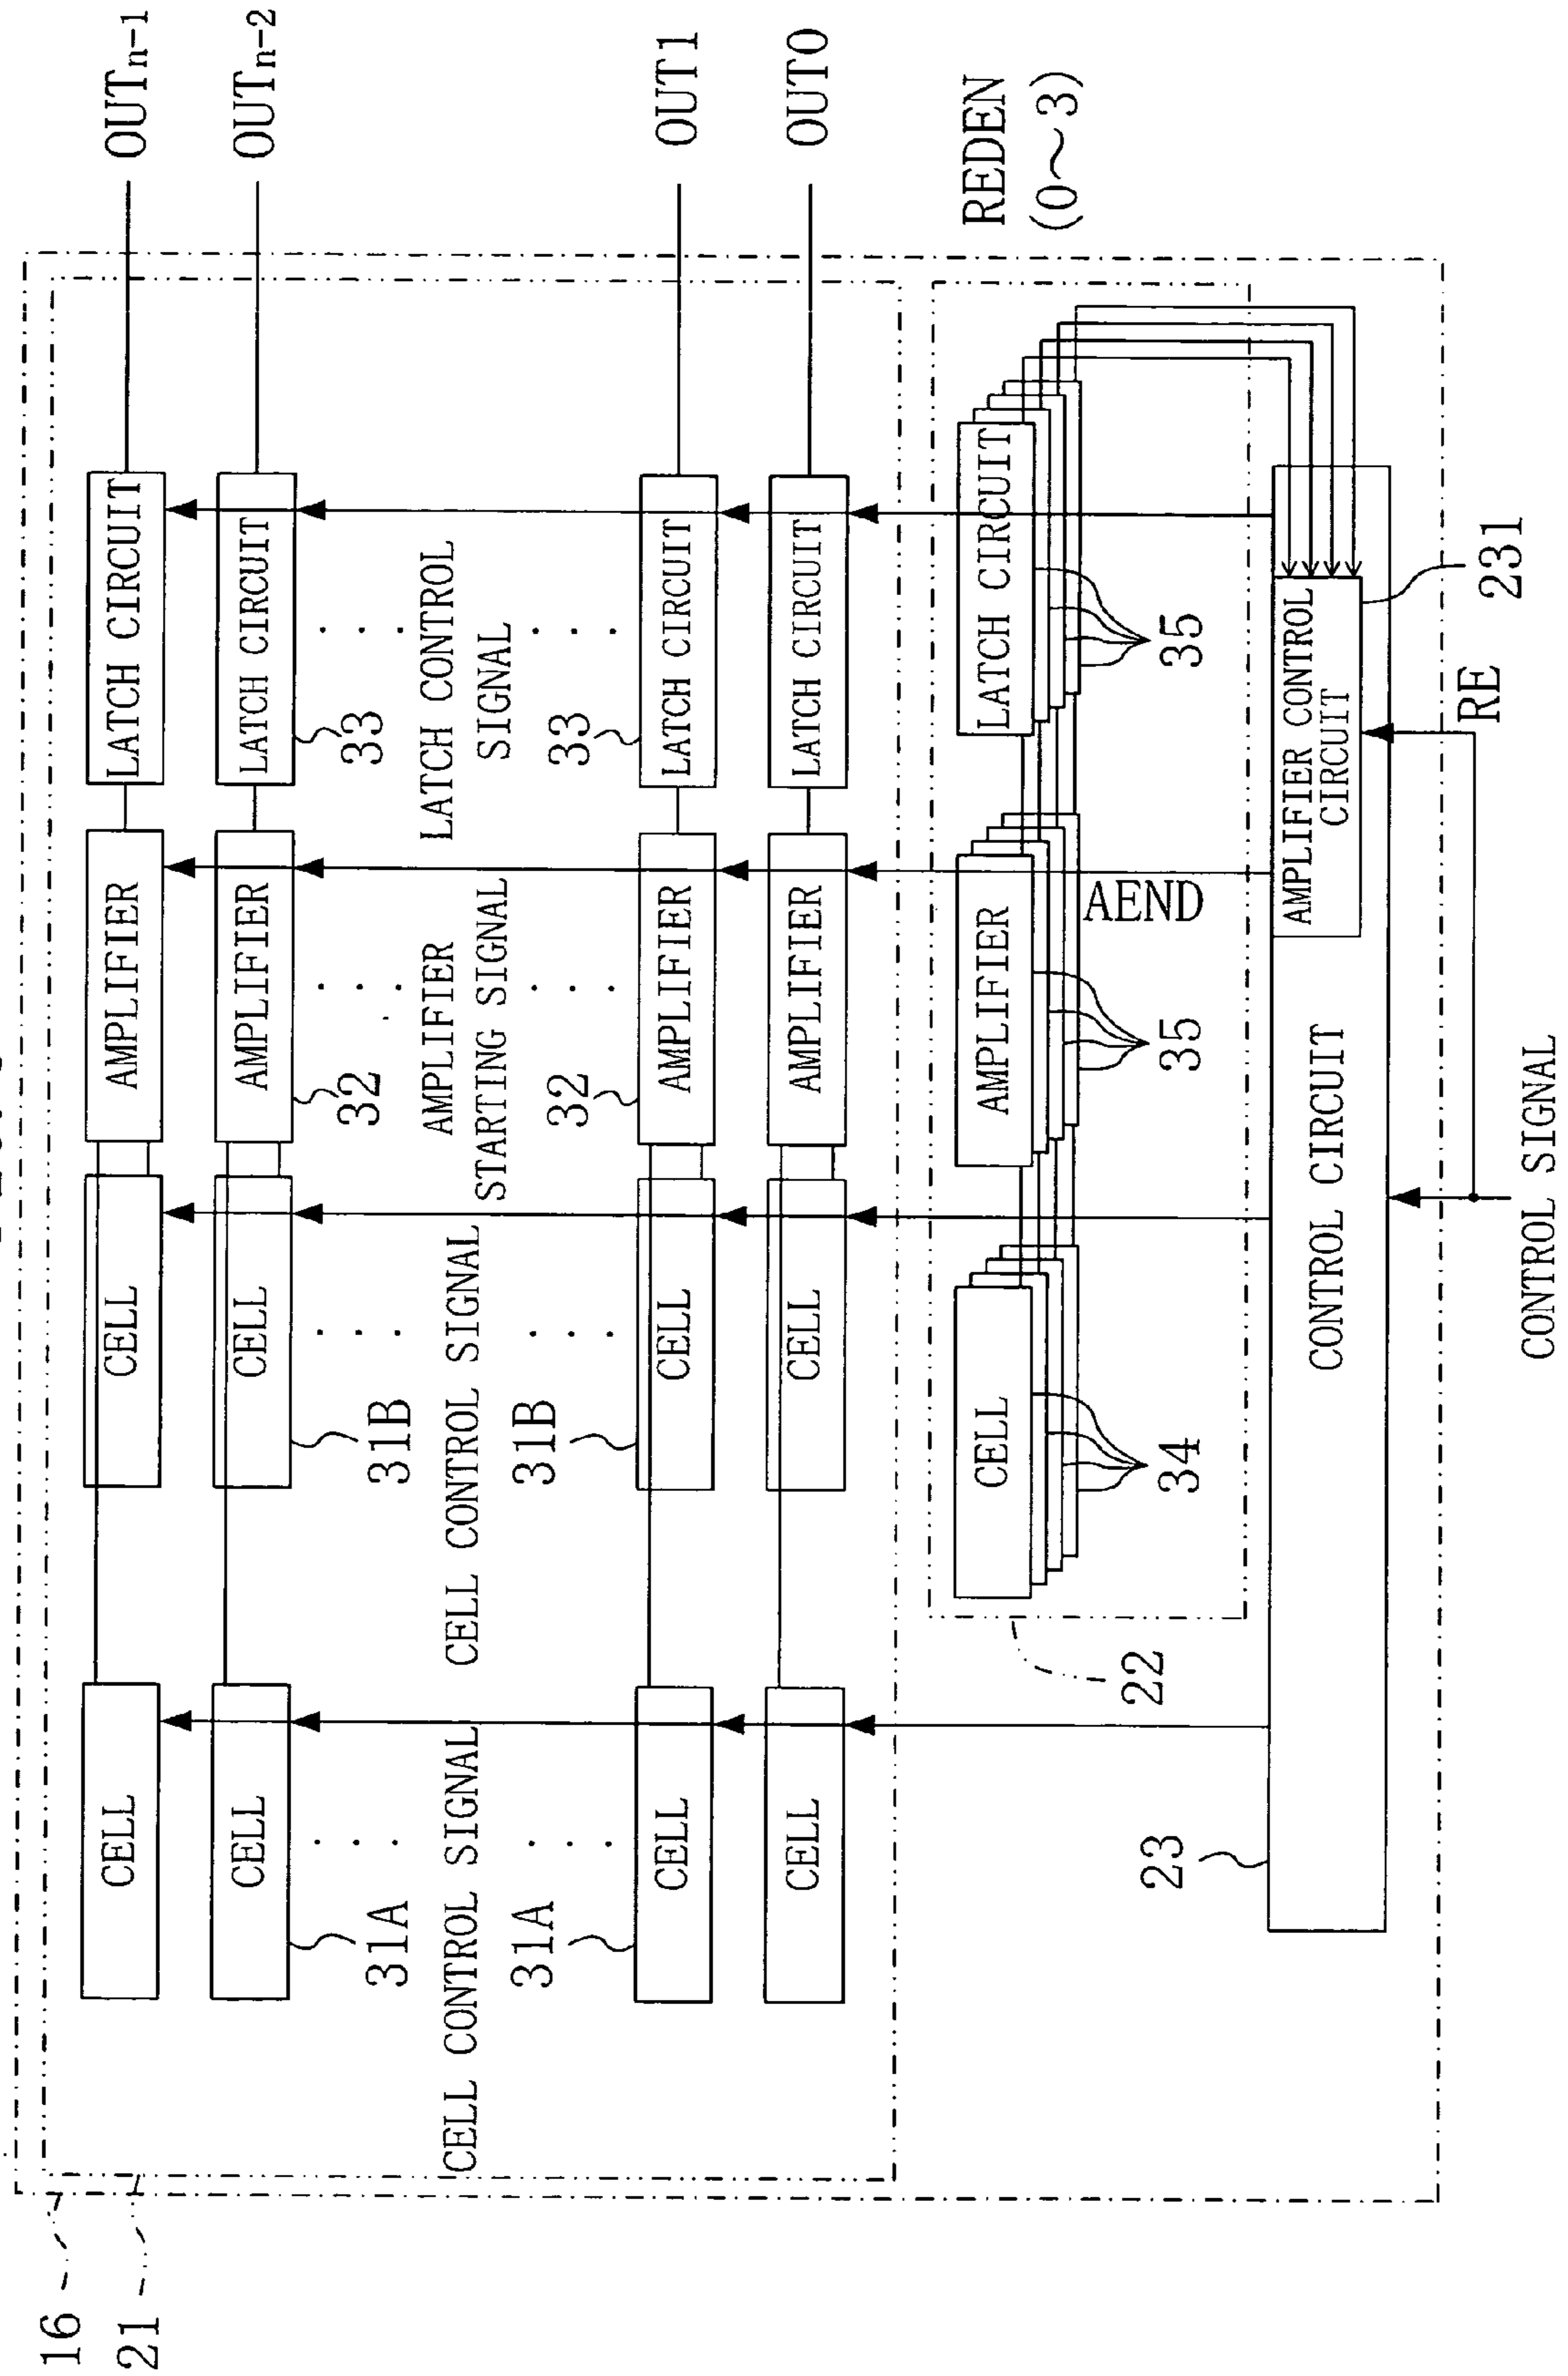 16
21
CELL
CELL
AMPLIFIER
LATCH CIRCUIT
OUTn-1
CELL
CELL
AMPLIFIER
LATCH CIRCUIT
OUTn-2
31A
31B
32
33
. . .
. . .
. . .
. . .
CELL CONTROL SIGNAL
CELL CONTROL SIGNAL
AMPLIFIER
STARTING SIGNAL
LATCH CONTROL
SIGNAL
31A
31B
32
33
. . .
. . .
. . .
. . .
CELL
CELL
AMPLIFIER
LATCH CIRCUIT
OUT1
CELL
CELL
AMPLIFIER
LATCH CIRCUIT
OUT0
CELL
AMPLIFIER
LATCH CIRCUIT
REDEN
(0~3)
22
34
35
35
AEND
23
CONTROL CIRCUIT
AMPLIFIER CONTROL
CIRCUIT
231
RE
CONTROL SIGNAL